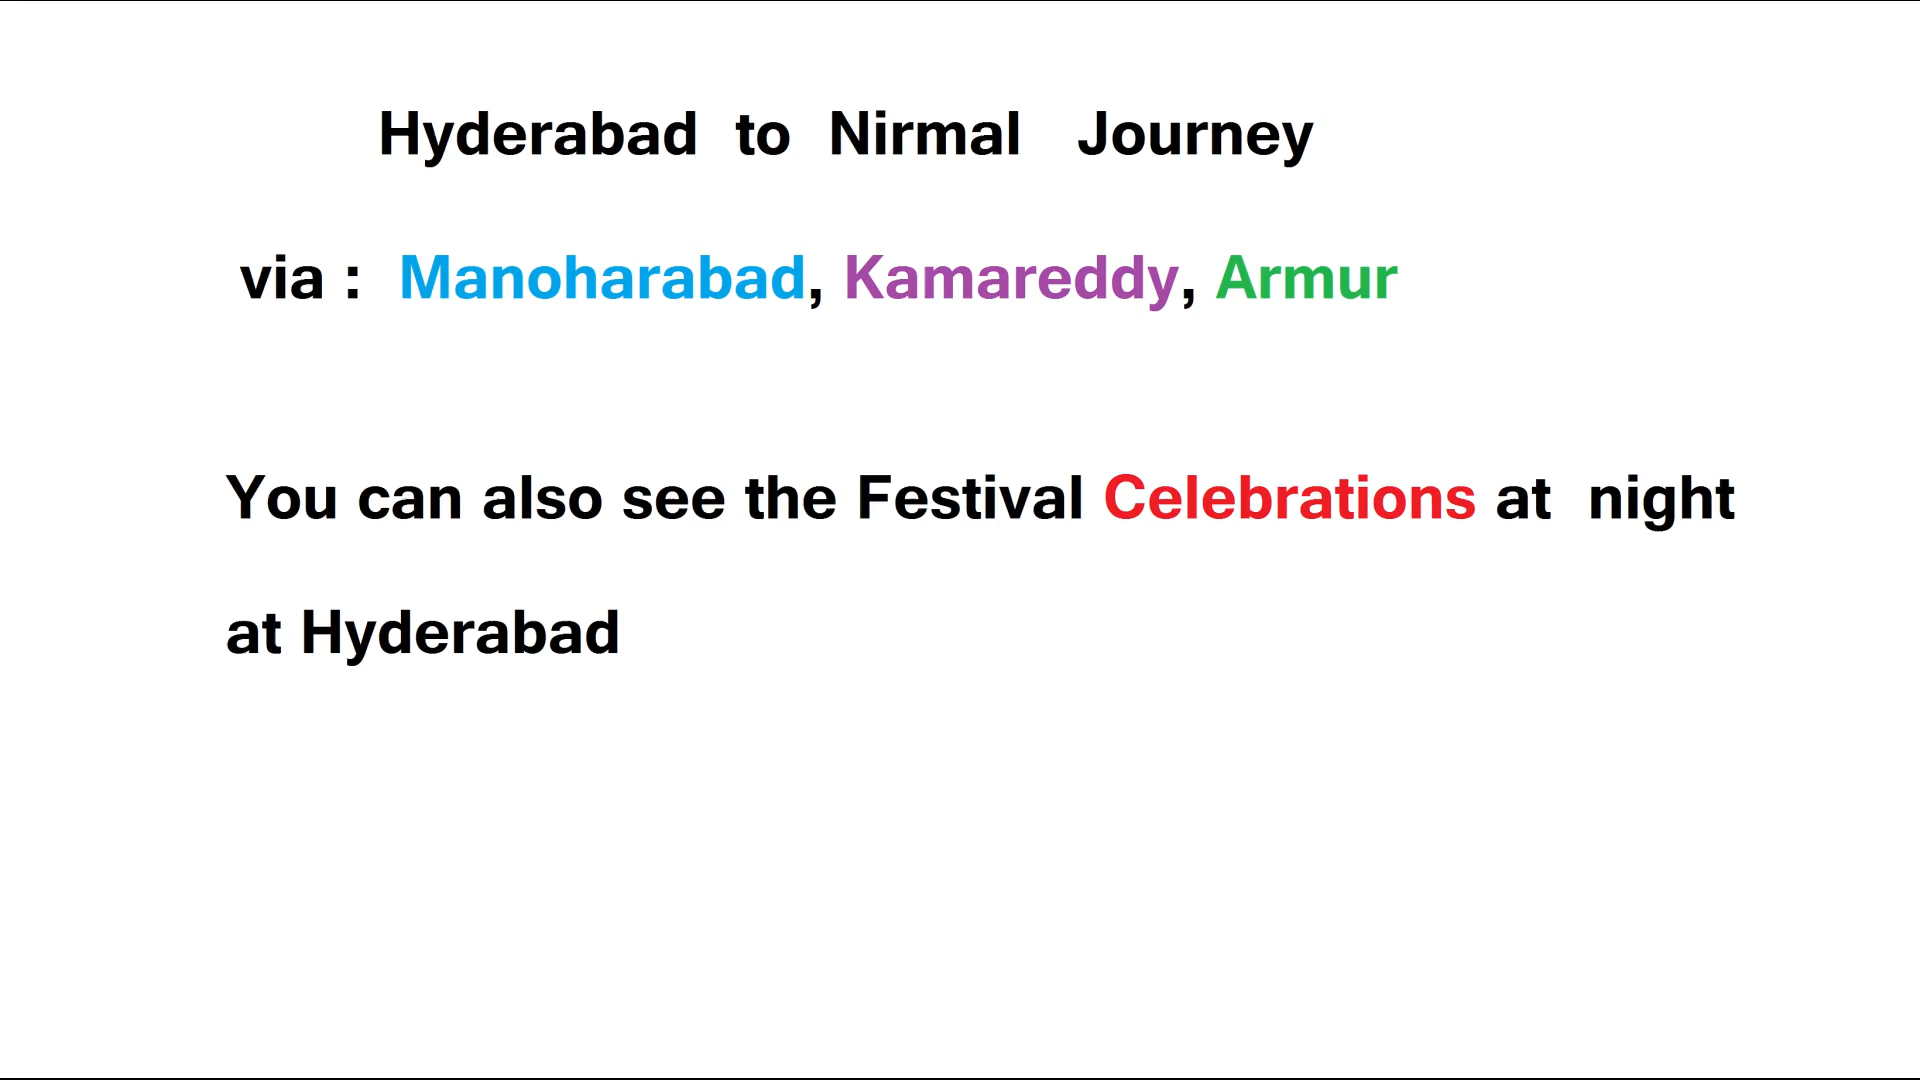 Hyderabad to Nirmal Journey
via : Manoharabad, Kamareddy, Armur
You can also see the Festival Celebrations at night
at Hyderabad